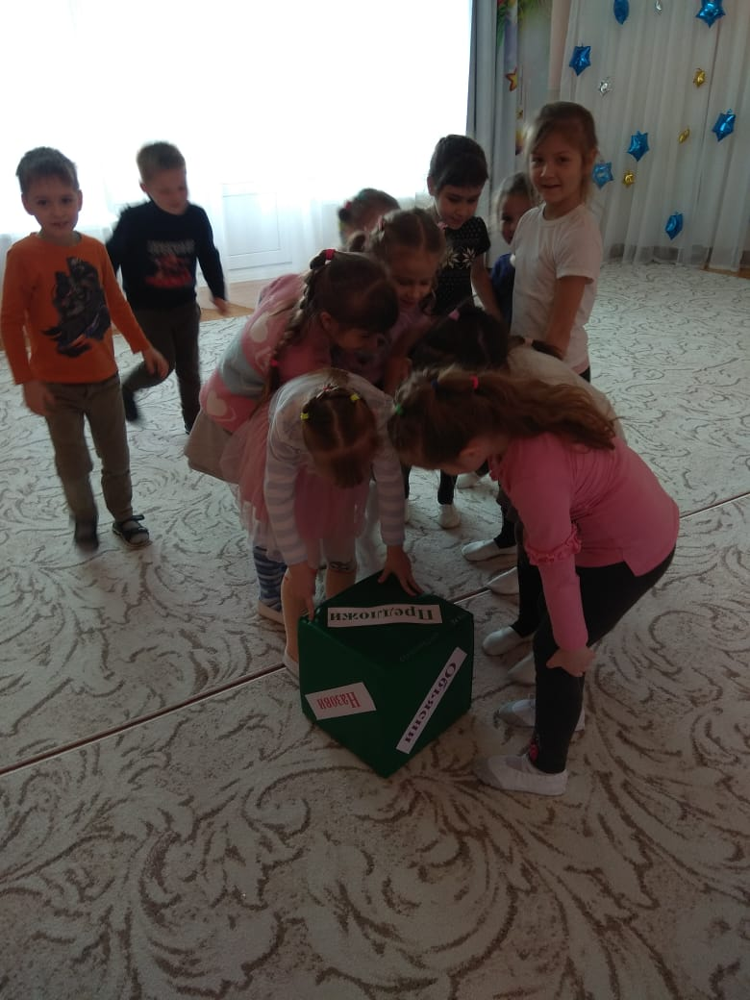 Предложи
Назови
Объясни